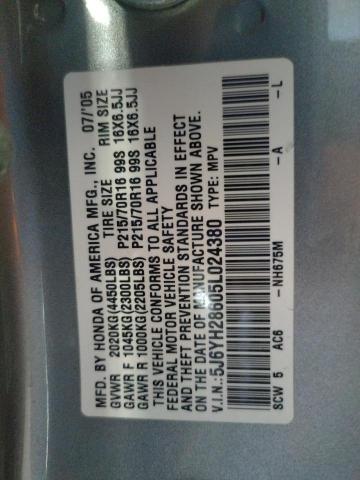 MFD. BY HONDA OF AMERICA MFG., INC. 07/'05
GVWR 2020KG(4450LBS) TIRE SIZE RIM SIZE
GAWR F 1045KG(2300LBS) P215/70R16 99S 16X6.5JJ
GAWR R 1000KG(2205LBS) P215/70R16 99S 16X6.5JJ
THIS VEHICLE CONFORMS TO ALL APPLICABLE
FEDERAL MOTOR VEHICLE SAFETY, BUMPER,
AND THEFT PREVENTION STANDARDS IN EFFECT
ON THE DATE OF MANUFACTURE SHOWN ABOVE.
V.I.N.:5J6YH28605L024380 TYPE: MPV
SCW 5 AC6 -NH675M -A -L